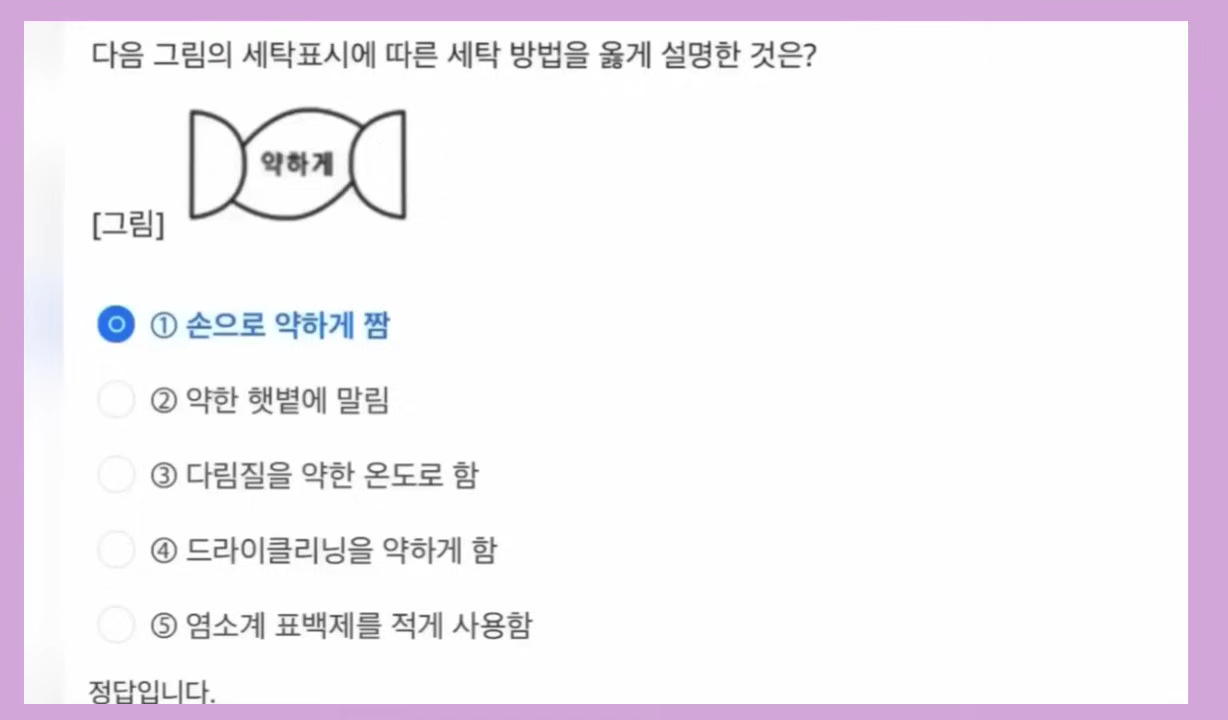 다음 그림의 세탁표시에 따른 세탁 방법을 옳게 설명한 것은?
약하게
[그림]
① 손으로 약하게 짬
② 약한 햇볕에 말림
③ 다림질을 약한 온도로 함
④ 드라이클리닝을 약하게 함
⑤ 염소계 표백제를 적게 사용함
정답입니다.